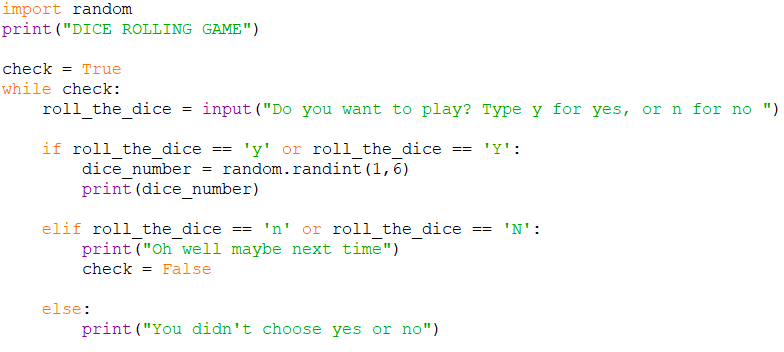 import random
print("DICE ROLLING GAME")

check = True
while check:
    roll_the_dice = input("Do you want to play? Type y for yes, or n for no ")

    if roll_the_dice == 'y' or roll_the_dice == 'Y':
        dice_number = random.randint(1,6)
        print(dice_number)

    elif roll_the_dice == 'n' or roll_the_dice == 'N':
        print("Oh well maybe next time")
        check = False

    else:
        print("You didn't choose yes or no")